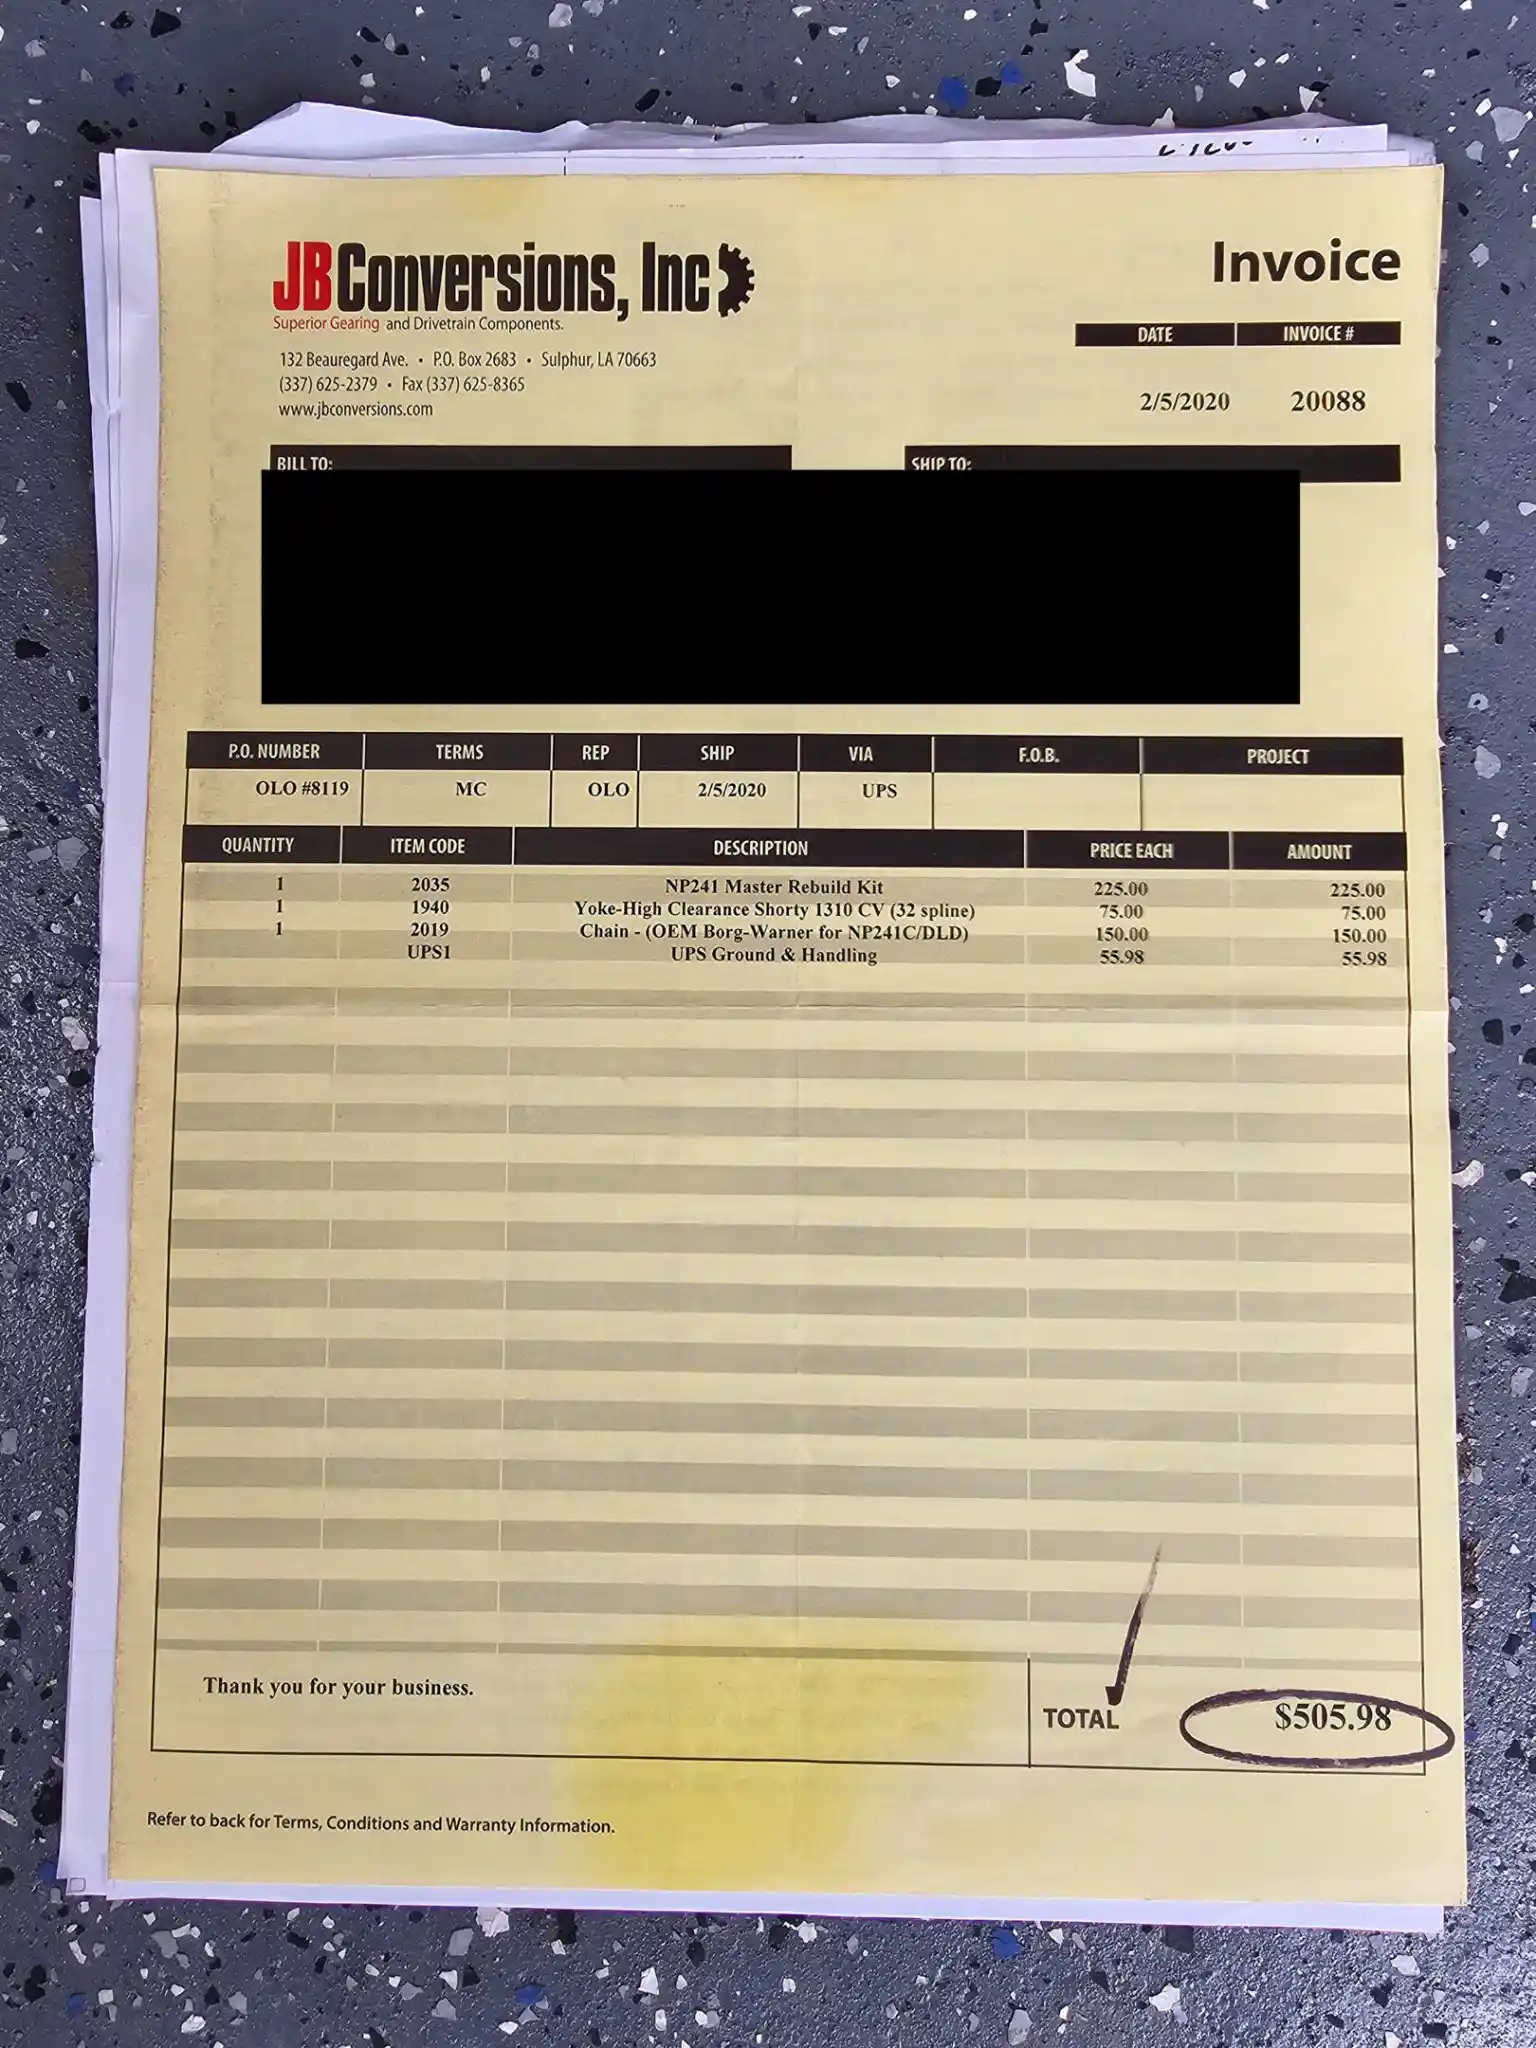 JB Conversions, Inc
Superior Gearing and Drivetrain Components.
132 Beauregard Ave. • P.O. Box 2683 • Sulphur, LA 70663
(337) 625-2379 • Fax (337) 625-8365
www.jbconversions.com
Invoice
DATE INVOICE #
2/5/2020 20088
BILL TO: SHIP TO:
P.O. NUMBER TERMS REP SHIP VIA F.O.B. PROJECT
OLO #8119 MC OLO 2/5/2020 UPS
QUANTITY ITEM CODE DESCRIPTION PRICE EACH AMOUNT
1 2035 NP241 Master Rebuild Kit 225.00 225.00
1 1940 Yoke-High Clearance Shorty 1310 CV (32 spline) 75.00 75.00
1 2019 Chain - (OEM Borg-Warner for NP241C/DLD) 150.00 150.00
UPS1 UPS Ground & Handling 55.98 55.98
Thank you for your business.
TOTAL $505.98
Refer to back for Terms, Conditions and Warranty Information.